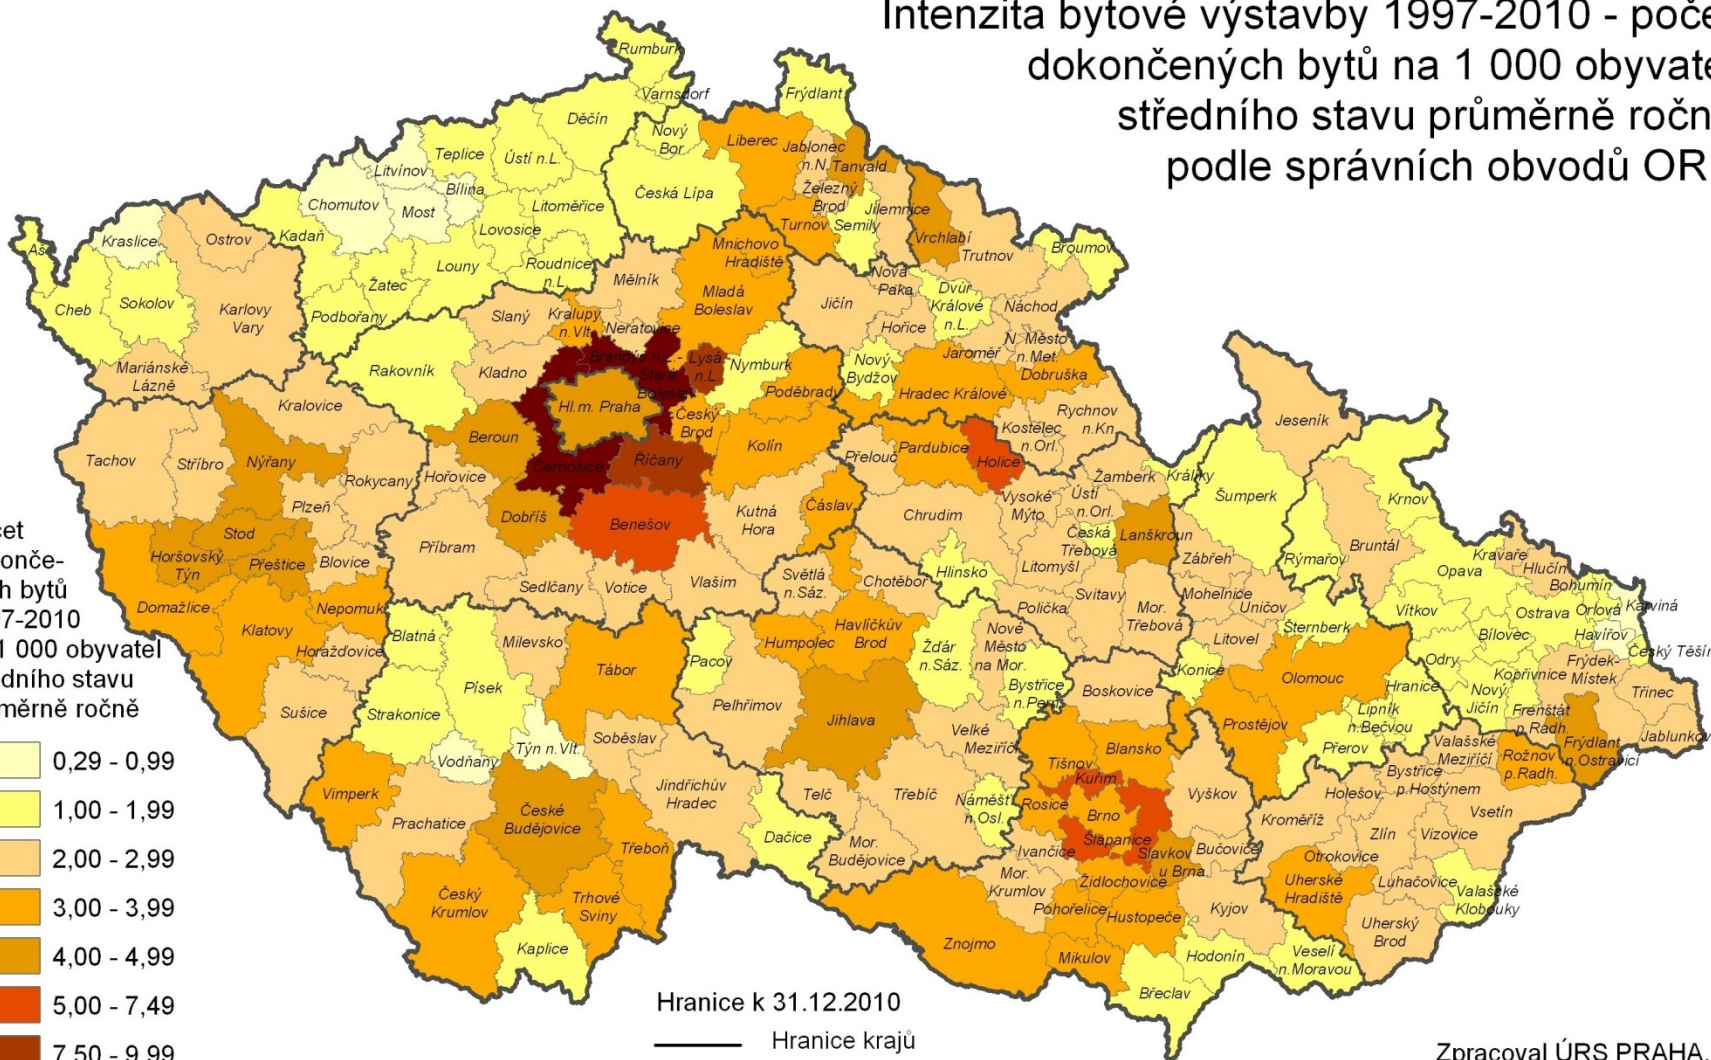 Intenzita bytové výstavby 1997-2010 - poče
dokončených bytů na 1 000 obyvate
středního stavu průměrně ročn
podle správních obvodů OR
Rumburk
Varnsdorf
Frýdlant
Děčín
Nový
Bor
Liberec
Jablonec
n.N.
Tanvald
Teplice
Ústí n.L.
Litvínov
Bílina
Česká Lípa
Železný
Brod
Jilemnice
Chomutov
Most
Litoměřice
Kadaň
Lovosice
Turnov
Semily
Vrchlabí
Trutnov
Broumov
Kraslice
Ostrov
Aš
Mnichovo
Hradiště
Louny
Roudnice
n.L.
Žatec
Mělník
Nová
Paka
Dvůr
Králové
n.L.
Náchod
Cheb
Sokolov
Karlovy
Vary
Podbořany
Slaný
Kralupy
n.Vlt.
Neratovice
Mladá
Boleslav
Jičín
Hořice
Jaroměř
N. Město
n.Met.
Mariánské
Lázně
Rakovník
Kladno
Brandýs n.L.-
Stará
Boleslav
Lysá
n.L.
Nymburk
Nový
Bydžov
Dobruška
Poděbrady
Hradec Králové
Kralovice
Hl.m. Praha
Český
Brod
Rychnov
n.Kn.
Kostelec
n.Orl.
Jeseník
Beroun
Kolín
Pardubice
Přelouč
Holice
Tachov
Stříbro
Nýřany
Rokycany
Hořovice
Černošice
Říčany
Žamberk
Králíky
Šumperk
Krnov
Plzeň
Dobříš
Benešov
Kutná
Hora
Čáslav
Chrudim
Vysoké
Mýto
Ústí
n.Orl.
Česká
Třebová
Lanškroun
Stod
Příbram
Bruntál
Rýmařov
Zábřeh
Kravaře
Horšovský
Týn
Přeštice
Blovice
Sedlčany
Votice
Vlašim
Světlá
n.Sáz.
Chotěboř
Hlinsko
Litomyšl
Opava
Hlučín
Bohumín
Svitavy
Mohelnice
Uničov
Domažlice
Nepomuk
Polička
Mor.
Třebová
Vítkov
Ostrava
Orlová
Karviná
Klatovy
Blatná
Milevsko
Humpolec
Havlíčkův
Brod
Šternberk
Litovel
Bílovec
Havířov
Český Těšín
Horažďovice
Žďár
n.Sáz.
Nové
Město
na Mor.
Pacov
Tábor
Konice
Odry
Frýdek-
Místek
Písek
Bystřice
n.Pern.
Boskovice
Olomouc
Hranice
Kopřivnice
Nový
Jičín
Třinec
Sušice
Strakonice
Pelhřimov
Jihlava
Lipník
n.Bečvou
Frenštát
p.Radh.
Prostějov
Velké
Meziříčí
Soběslav
Týn n.Vlt.
Vodňany
Blansko
Tišnov
Přerov
Valašské
Meziříčí
Rožnov
p.Radh.
Frýdlant
n.Ostravicí
Jablunkov
Kuřim
Bystřice
p.Hostýnem
Vimperk
České
Budějovice
Jindřichův
Hradec
Telč
Třebíč
Náměšť
n.Osl.
Rosice
Brno
Vyškov
Holešov
Vsetín
Prachatice
Kroměříž
Zlín
Vizovice
Dačice
Šlapanice
Třeboň
Mor.
Budějovice
Ivančice
Slavkov
u Brna
Bučovice
Otrokovice
Mor.
Krumlov
Židlochovice
Uherské
Hradiště
Luhačovice
Valašské
Klobouky
Český
Krumlov
Trhové
Sviny
Pohořelice
Hustopeče
Kyjov
Uherský
Brod
Kaplice
Znojmo
Mikulov
Hodonín
Veselí
n.Moravou
Břeclav
cet
konče-
h bytů
97-2010
1 000 obyvatel
dního stavu
měrně ročně
0,29 - 0,99
1,00 - 1,99
2,00 - 2,99
3,00 - 3,99
4,00 - 4,99
5,00 - 7,49
7,50 - 9,99
Hranice k 31.12.2010
Hranice krajů
Zpracoval ÚRS PRAHA,